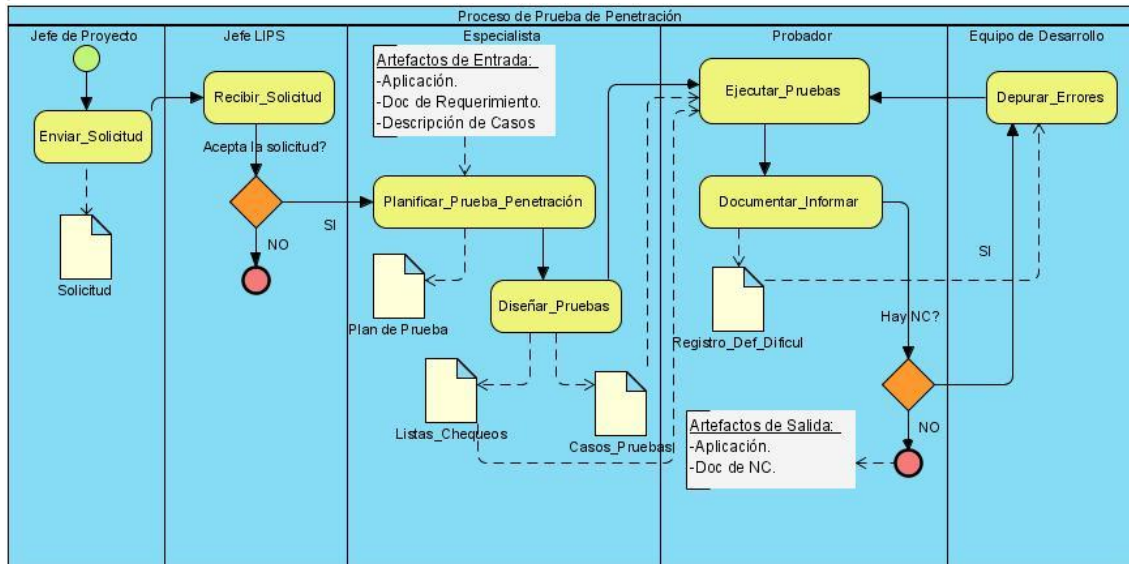 Proceso de Prueba de Penetración
Jefe de Proyecto
Jefe LIPS
Especialista
Probador
Equipo de Desarrollo
Enviar_Solicitud
Solicitud
Recibir_Solicitud
Acepta la solicitud?
SI
NO
Artefactos de Entrada:
-Aplicación.
-Doc de Requerimiento.
-Descripción de Casos
Planificar_Prueba_Penetración
Plan de Prueba
Diseñar_Pruebas
Listas_Chequeos
Casos_Pruebas
Ejecutar_Pruebas
Documentar_Informar
Registro_Def_Dificul
Hay NC?
NO
Artefactos de Salida:
-Aplicación.
-Doc de NC.
Depurar_Errores
SI